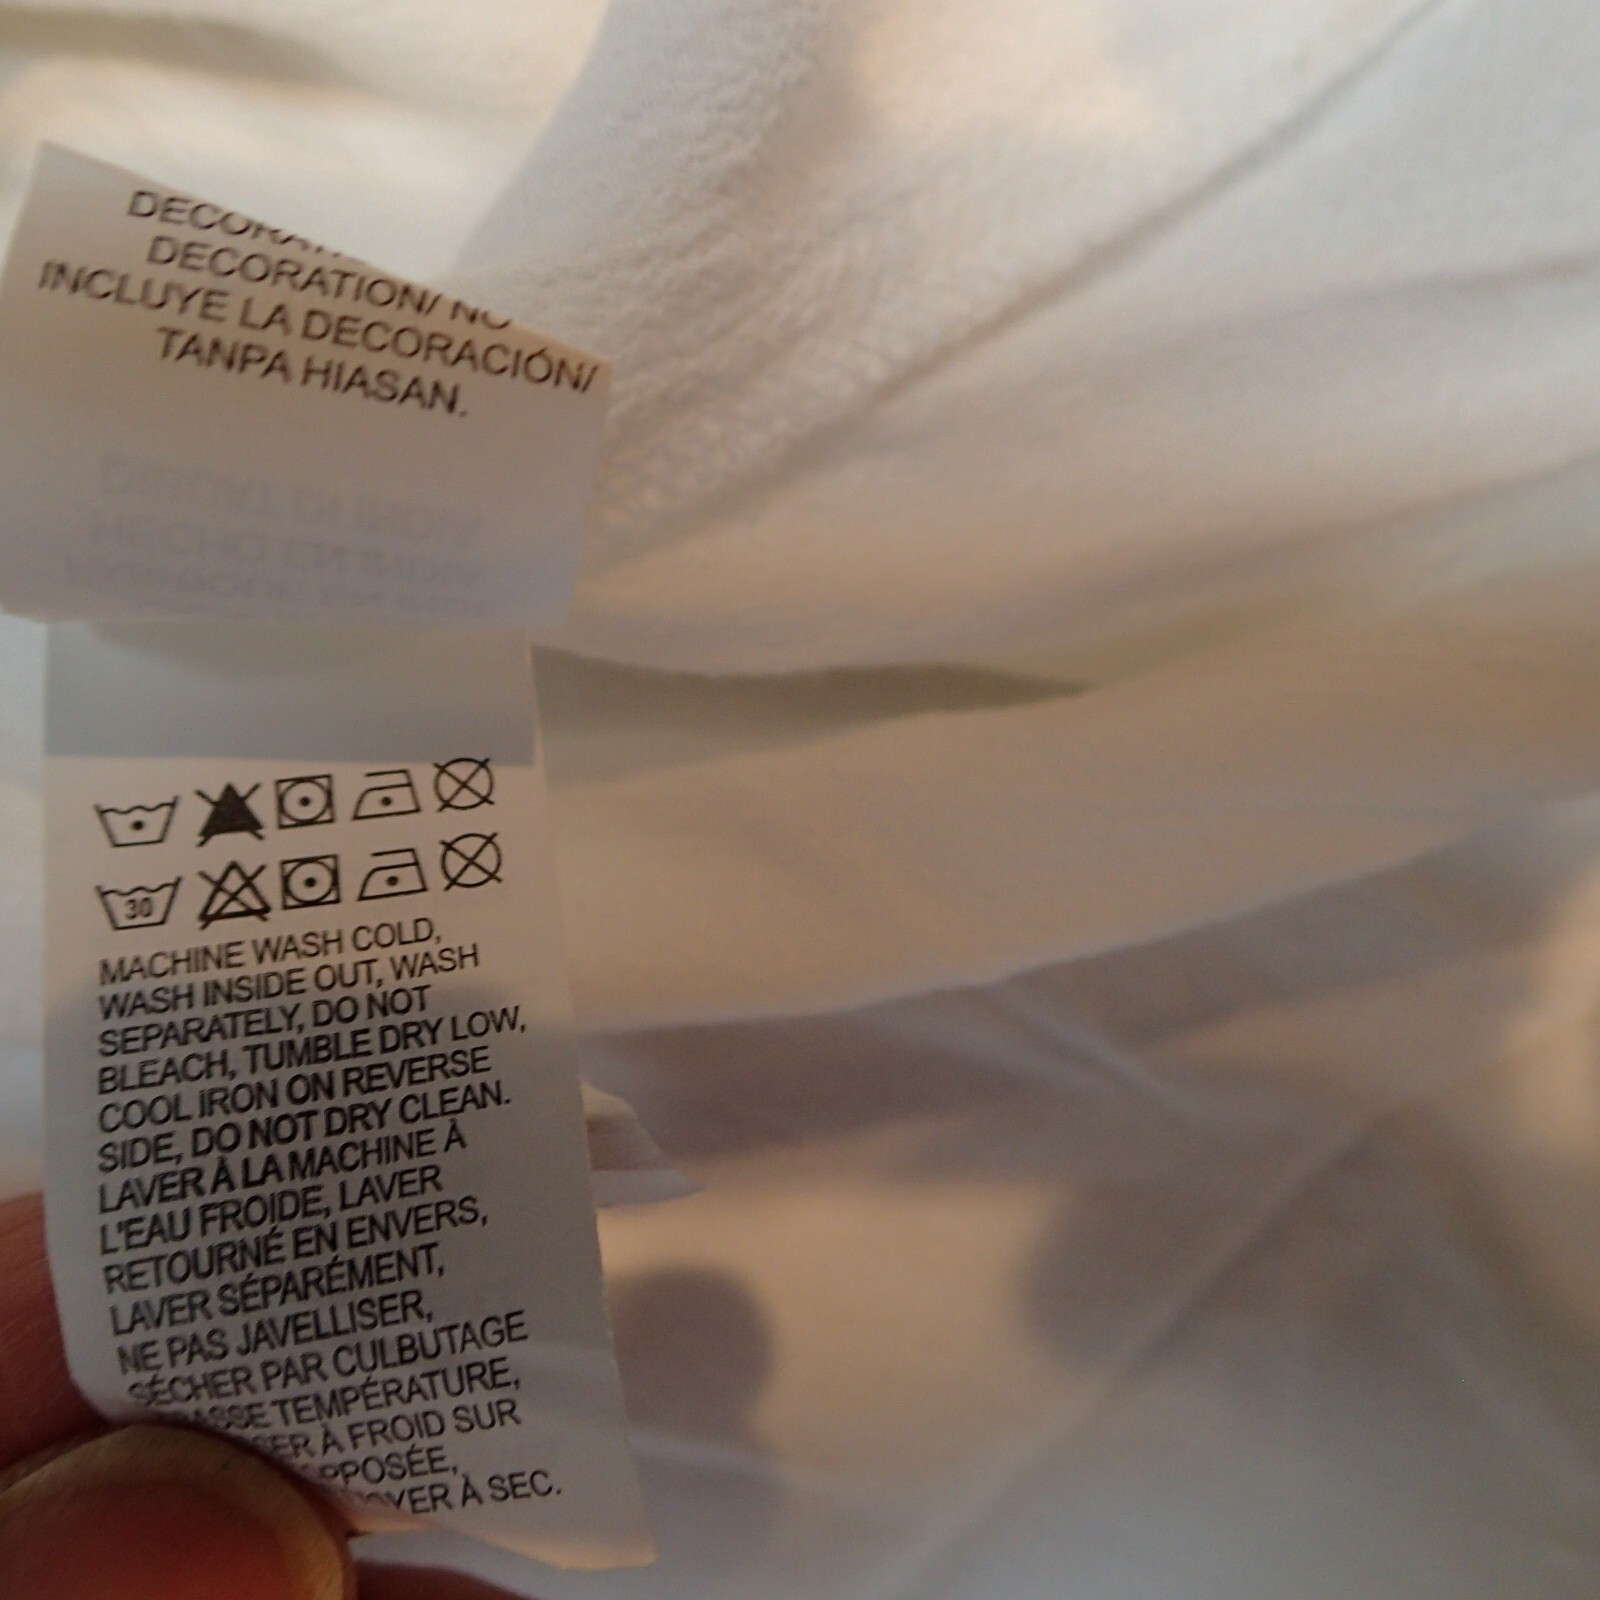 DECORATION/ NO
INCLUYE LA DECORACIÓN/
TANPA HIASAN.
30
MACHINE WASH COLD,
WASH INSIDE OUT, WASH
SEPARATELY, DO NOT
BLEACH, TUMBLE DRY LOW,
COOL IRON ON REVERSE
SIDE, DO NOT DRY CLEAN.
LAVER À LA MACHINE À
L'EAU FROIDE, LAVER
RETOURNÉ EN ENVERS,
LAVER SÉPARÉMENT,
NE PAS JAVELLISER,
SÉCHER PAR CULBUTAGE
TEMPÉRATURE,
À FROID SUR
À SEC.